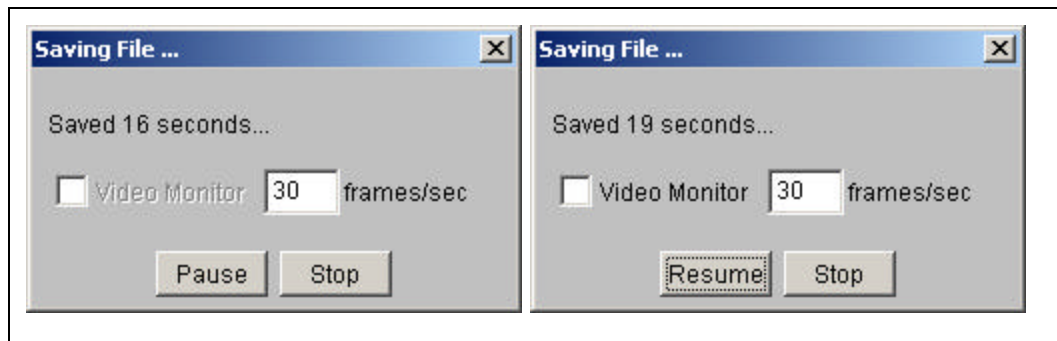 Saving File ...
Saved 16 seconds...
Video Monitor 30 frames/sec
Pause Stop
Saving File ...
Saved 19 seconds...
Video Monitor 30 frames/sec
Resume Stop